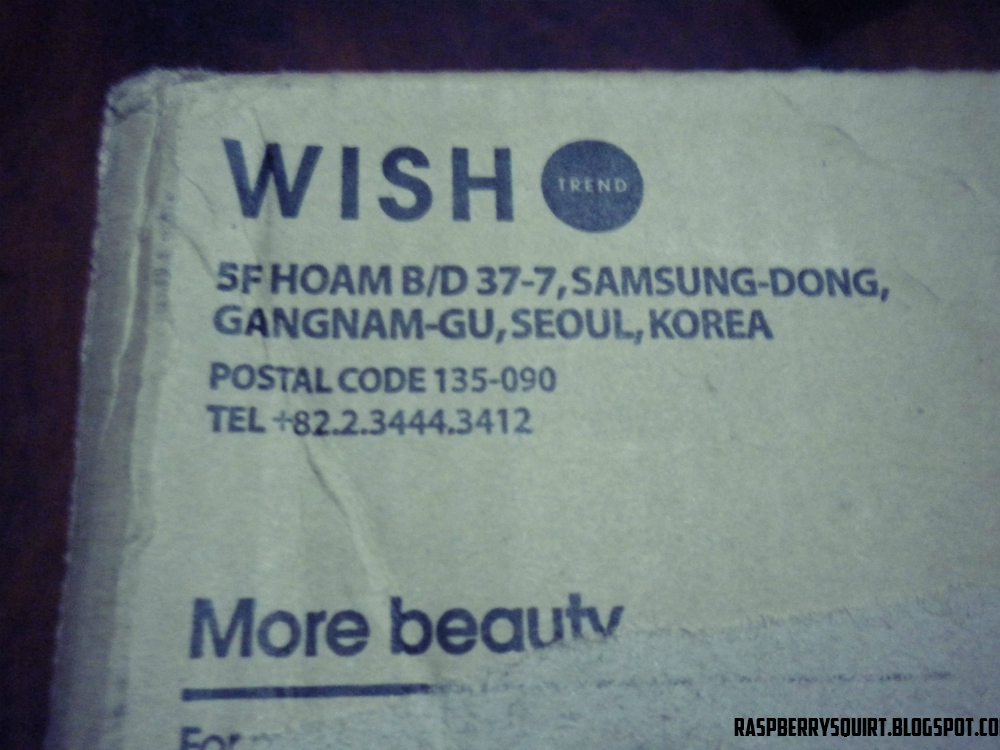 WISH TREND
5F HOAM B/D 37-7, SAMSUNG-DONG,
GANGNAM-GU, SEOUL, KOREA
POSTAL CODE 135-090
TEL +82.2.3444.3412
More beauty
For
RASPBERRYSQUIRT.BLOGSPOT.CO